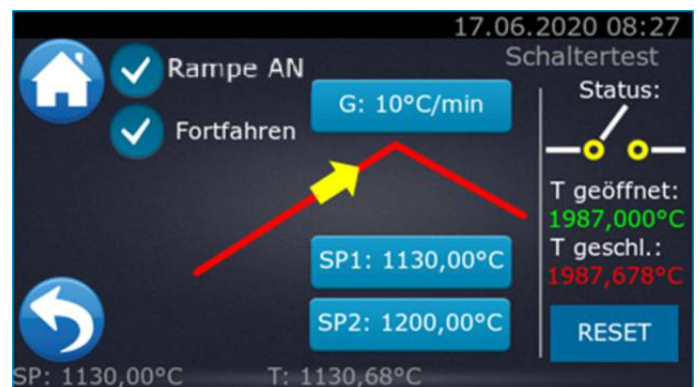 17.06.2020 08:27
Schaltertest
Rampe AN
Fortfahren
G: 10°C/min
SP1: 1130,00°C
SP2: 1200,00°C
Status:
T geöffnet:
1987,000°C
T geschl.:
1987,678°C
RESET
SP: 1130,00°C T: 1130,68°C